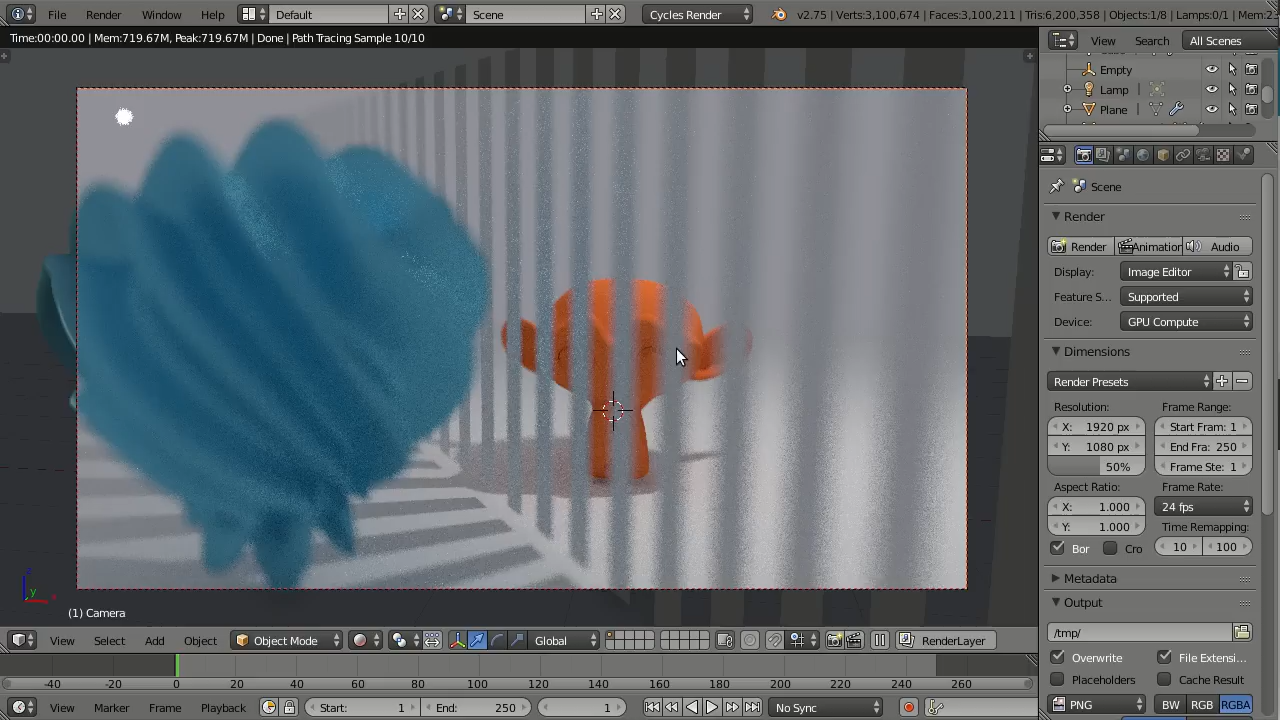 File Render Window Help Default Scene Cycles Render v2.75 | Verts:3,100,674 | Faces:3,100,211 | Tris:6,200,358 | Objects:1/8 | Lamps:0/1 | Mem:
Time:00:00.00 | Mem:719.67M, Peak:719.67M | Done | Path Tracing Sample 10/10
View Search All Scenes
Empty
Lamp
Plane
Scene
Render
Render Animation Audio
Display: Image Editor
Feature S... Supported
Device: GPU Compute
Dimensions
Render Presets
Resolution: Frame Range:
X: 1920 px Start Fram: 1
Y: 1080 px End Fra: 250
50% Frame Ste: 1
Aspect Ratio: Frame Rate:
X: 1.000 24 fps
Y: 1.000 Time Remapping:
Bor Cro 10 100
Metadata
Output
/tmp/
Overwrite File Extensi...
Placeholders Cache Result
PNG BW RGB RGBA
z
y x
(1) Camera
View Select Add Object Object Mode Global RenderLayer
-40 -20 0 20 40 60 80 100 120 140 160 180 200 220 240 260
View Marker Frame Playback Start: 1 End: 250 1 No Sync